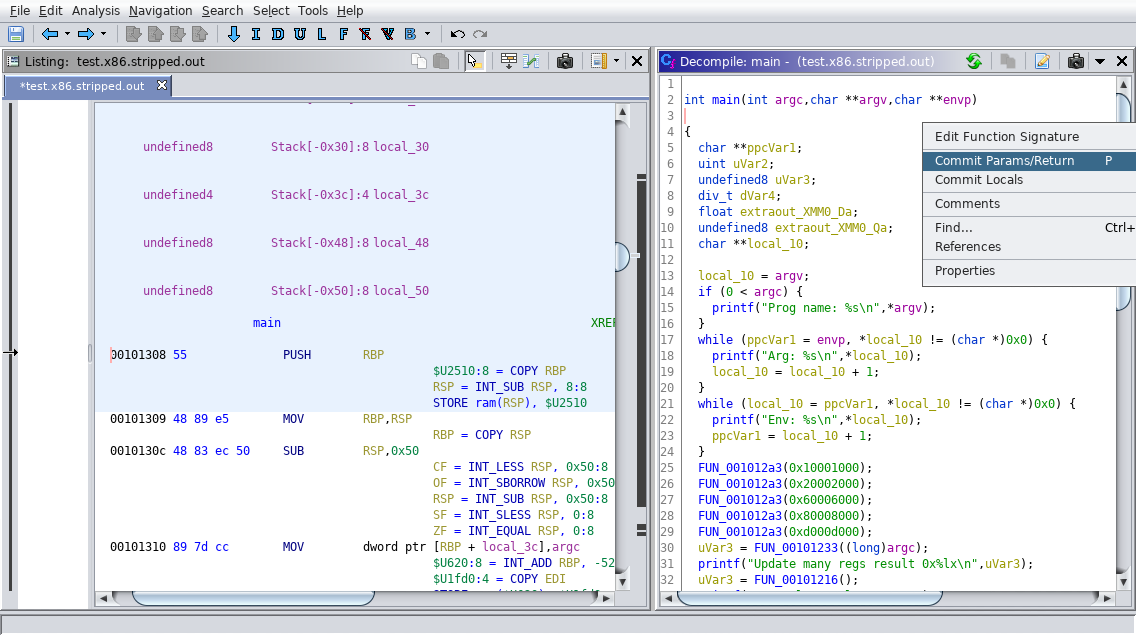 File Edit Analysis Navigation Search Select Tools Help
I D U L F V B
Listing: test.x86.stripped.out
*test.x86.stripped.out
undefined8 Stack[-0x30]:8 local_30
undefined4 Stack[-0x3c]:4 local_3c
undefined8 Stack[-0x48]:8 local_48
undefined8 Stack[-0x50]:8 local_50
main XREF
00101308 55 PUSH RBP
$U2510:8 = COPY RBP
RSP = INT_SUB RSP, 8:8
STORE ram(RSP), $U2510
00101309 48 89 e5 MOV RBP,RSP
RBP = COPY RSP
0010130c 48 83 ec 50 SUB RSP,0x50
CF = INT_LESS RSP, 0x50:8
OF = INT_SBORROW RSP, 0x50
RSP = INT_SUB RSP, 0x50:8
SF = INT_SLESS RSP, 0:8
ZF = INT_EQUAL RSP, 0:8
00101310 89 7d cc MOV dword ptr [RBP + local_3c],argc
$U620:8 = INT_ADD RBP, -52
$U1fd0:4 = COPY EDI
Decompile: main - (test.x86.stripped.out)
1
2 int main(int argc,char **argv,char **envp)
3
4 {
5 char **ppcVar1;
6 uint uVar2;
7 undefined8 uVar3;
8 div_t dVar4;
9 float extraout_XMM0_Da;
10 undefined8 extraout_XMM0_Qa;
11 char **local_10;
12
13 local_10 = argv;
14 if (0 < argc) {
15 printf("Prog name: %s\n",*argv);
16 }
17 while (ppcVar1 = envp, *local_10 != (char *)0x0) {
18 printf("Arg: %s\n",*local_10);
19 local_10 = local_10 + 1;
20 }
21 while (local_10 = ppcVar1, *local_10 != (char *)0x0) {
22 printf("Env: %s\n",*local_10);
23 ppcVar1 = local_10 + 1;
24 }
25 FUN_001012a3(0x10001000);
26 FUN_001012a3(0x20002000);
27 FUN_001012a3(0x60006000);
28 FUN_001012a3(0x80008000);
29 FUN_001012a3(0xd000d000);
30 uVar3 = FUN_00101233((long)argc);
31 printf("Update many regs result 0x%lx\n",uVar3);
32 uVar3 = FUN_00101216();
Edit Function Signature
Commit Params/Return P
Commit Locals
Comments
Find... Ctrl+
References
Properties